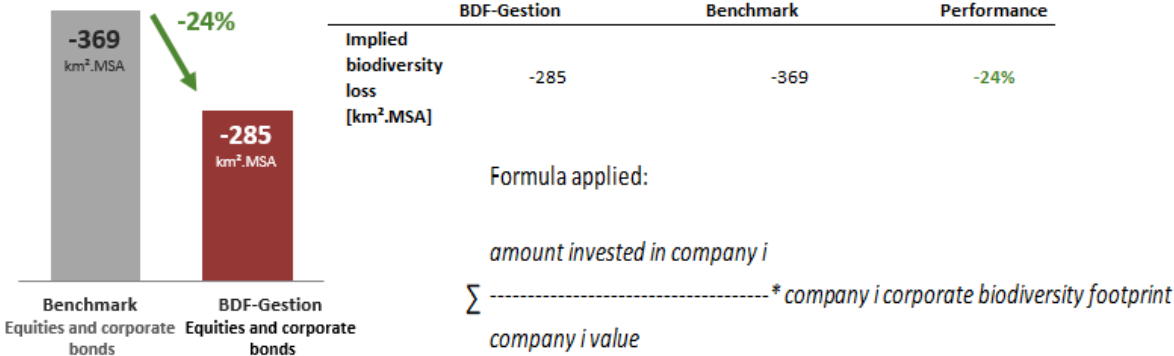 -24%
-369
km².MSA
-285
km².MSA
Benchmark
Equities and corporate
bonds
BDF-Gestion
Equities and corporate
bonds
BDF-Gestion Benchmark Performance
Implied
biodiversity
loss
[km².MSA]
-285 -369 -24%
Formula applied:
amount invested in company i
∑ -------------------------------------* company i corporate biodiversity footprint
company i value